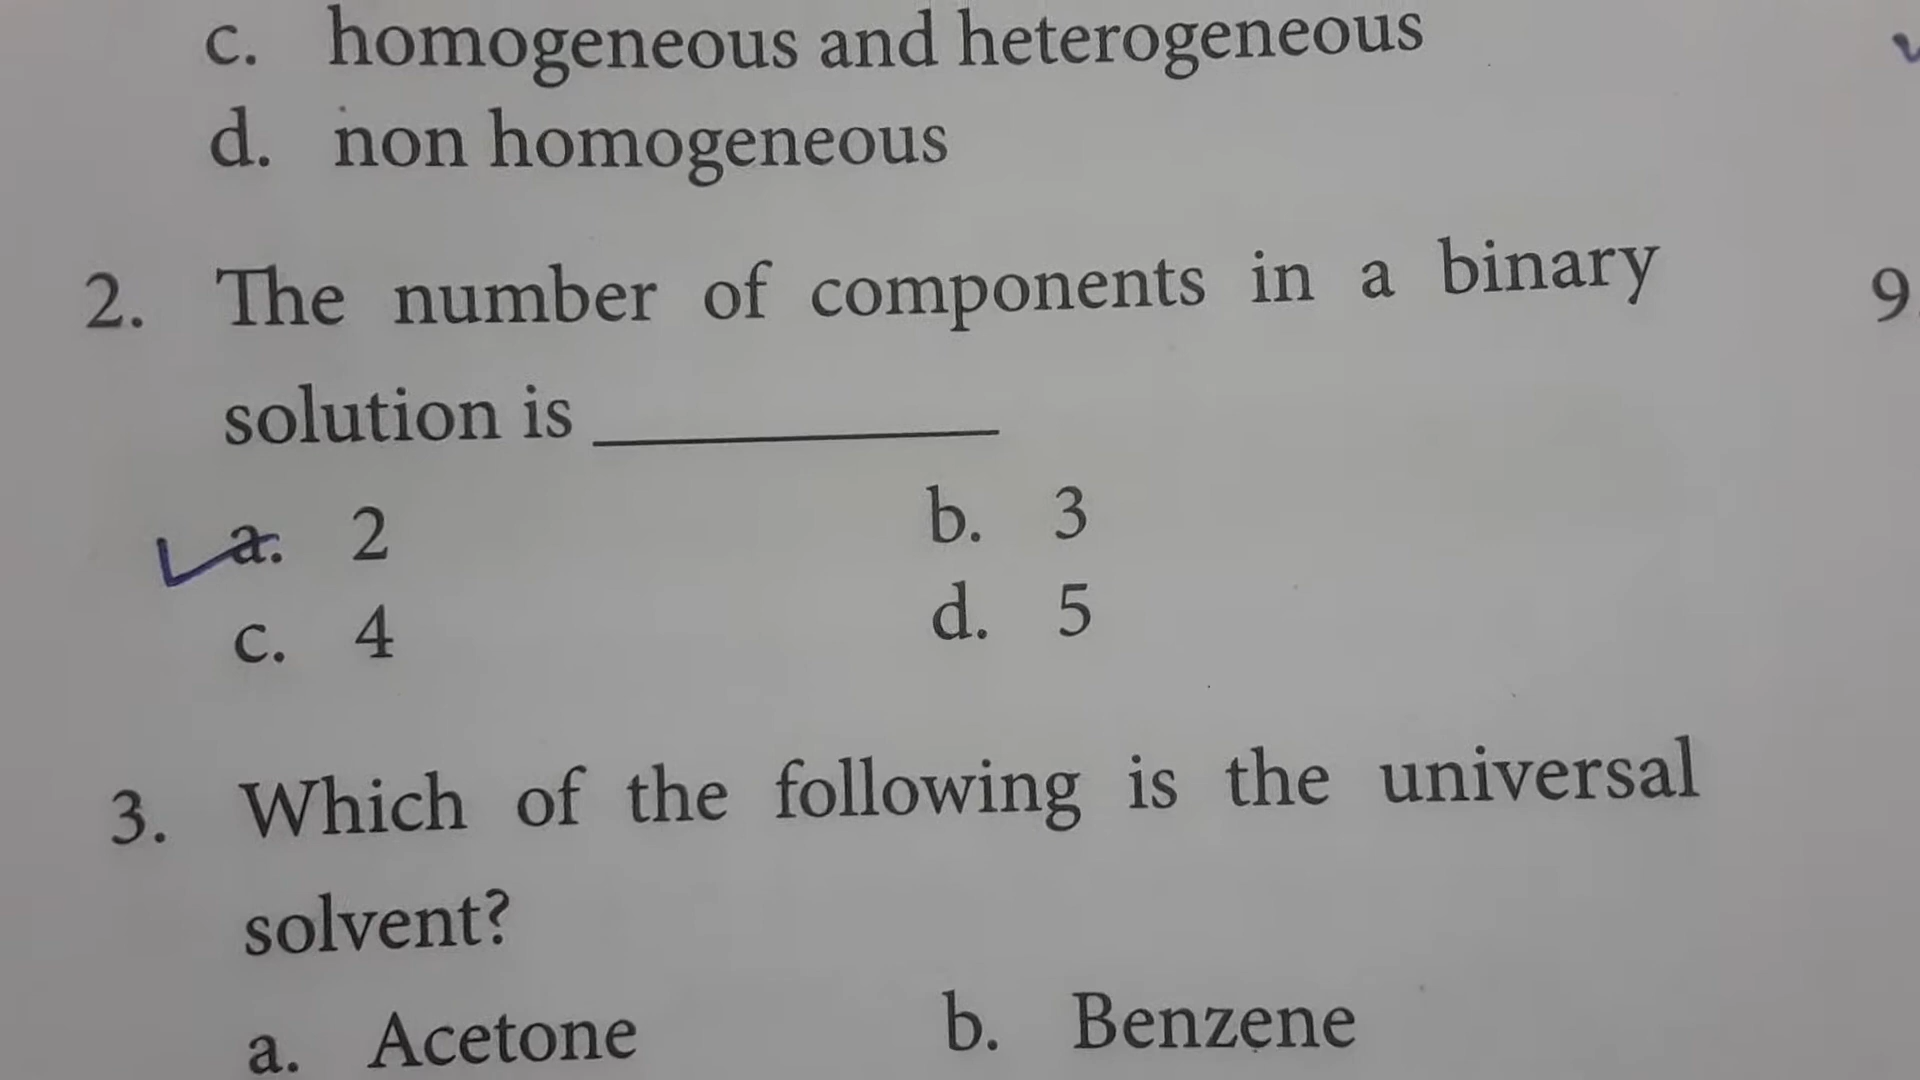 c. homogeneous and heterogeneous
d. non homogeneous
2. The number of components in a binary
solution is __________
a. 2 b. 3
c. 4 d. 5
3. Which of the following is the universal
solvent?
a. Acetone b. Benzene
9.